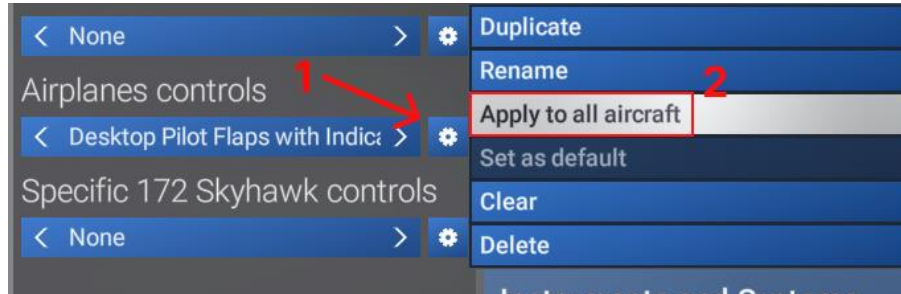 None
Airplanes controls
Desktop Pilot Flaps with Indica
Specific 172 Skyhawk controls
None
1
Duplicate
Rename
2
Apply to all aircraft
Set as default
Clear
Delete